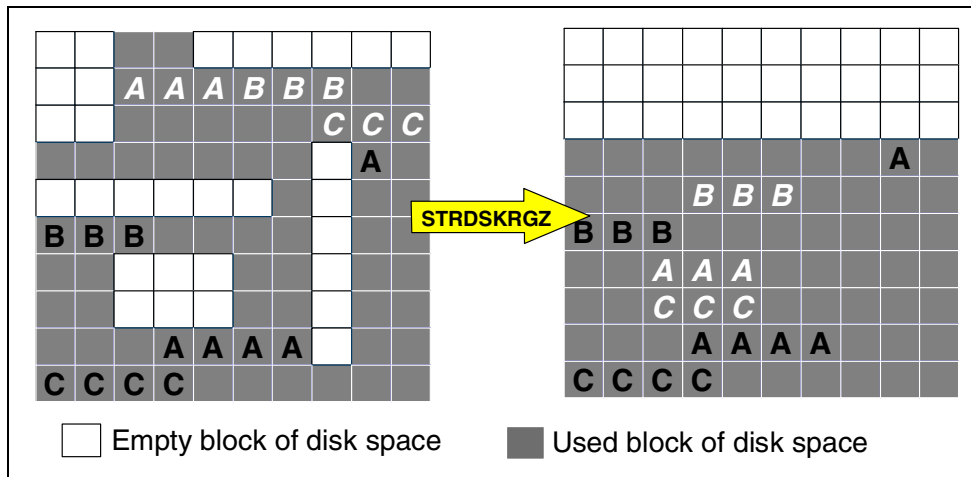 A A A B B B
C C C
A
A
B B B
STRDSKRGZ
B B B
B B B
A A A
C C C
A A A A
A A A A
C C C C
C C C C
Empty block of disk space
Used block of disk space